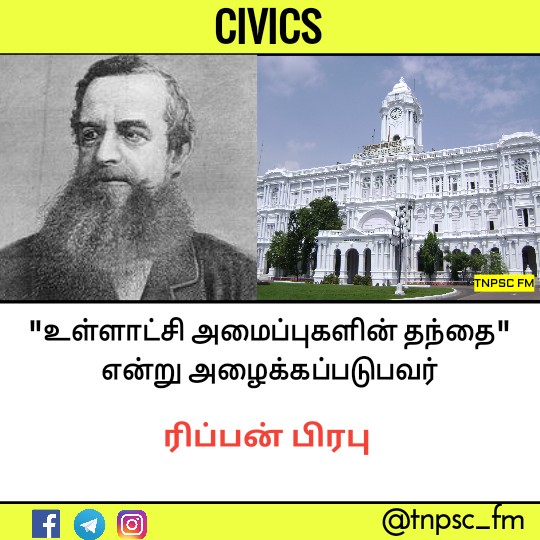 CIVICS
TNPSC FM
"உள்ளாட்சி அமைப்புகளின் தந்தை"
என்று அழைக்கப்படுபவர்
ரிப்பன் பிரபு
@tnpsc_fm